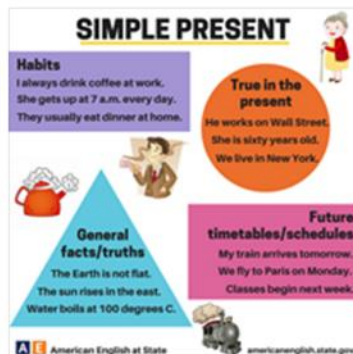 SIMPLE PRESENT
Habits
I always drink coffee at work.
She gets up at 7 a.m. every day.
They usually eat dinner at home.
True in the
present
He works on Wall Street.
She is sixty years old.
We live in New York.
General
facts/truths
The Earth is not flat.
The sun rises in the east.
Water boils at 100 degrees C.
Future
timetables/schedules
My train arrives tomorrow.
We fly to Paris on Monday.
Classes begin next week.
A E American English at State
americanenglish.state.gov